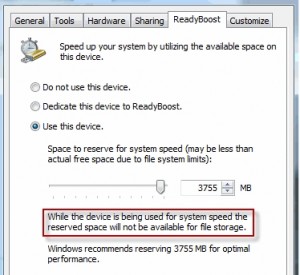 General Tools Hardware Sharing ReadyBoost Customize
Speed up your system by utilizing the available space on
this device.
Do not use this device.
Dedicate this device to ReadyBoost.
Use this device.
Space to reserve for system speed (may be less than
actual free space due to file system limits):
3755 MB
While the device is being used for system speed the
reserved space will not be available for file storage.
Windows recommends reserving 3755 MB for optimal
performance.